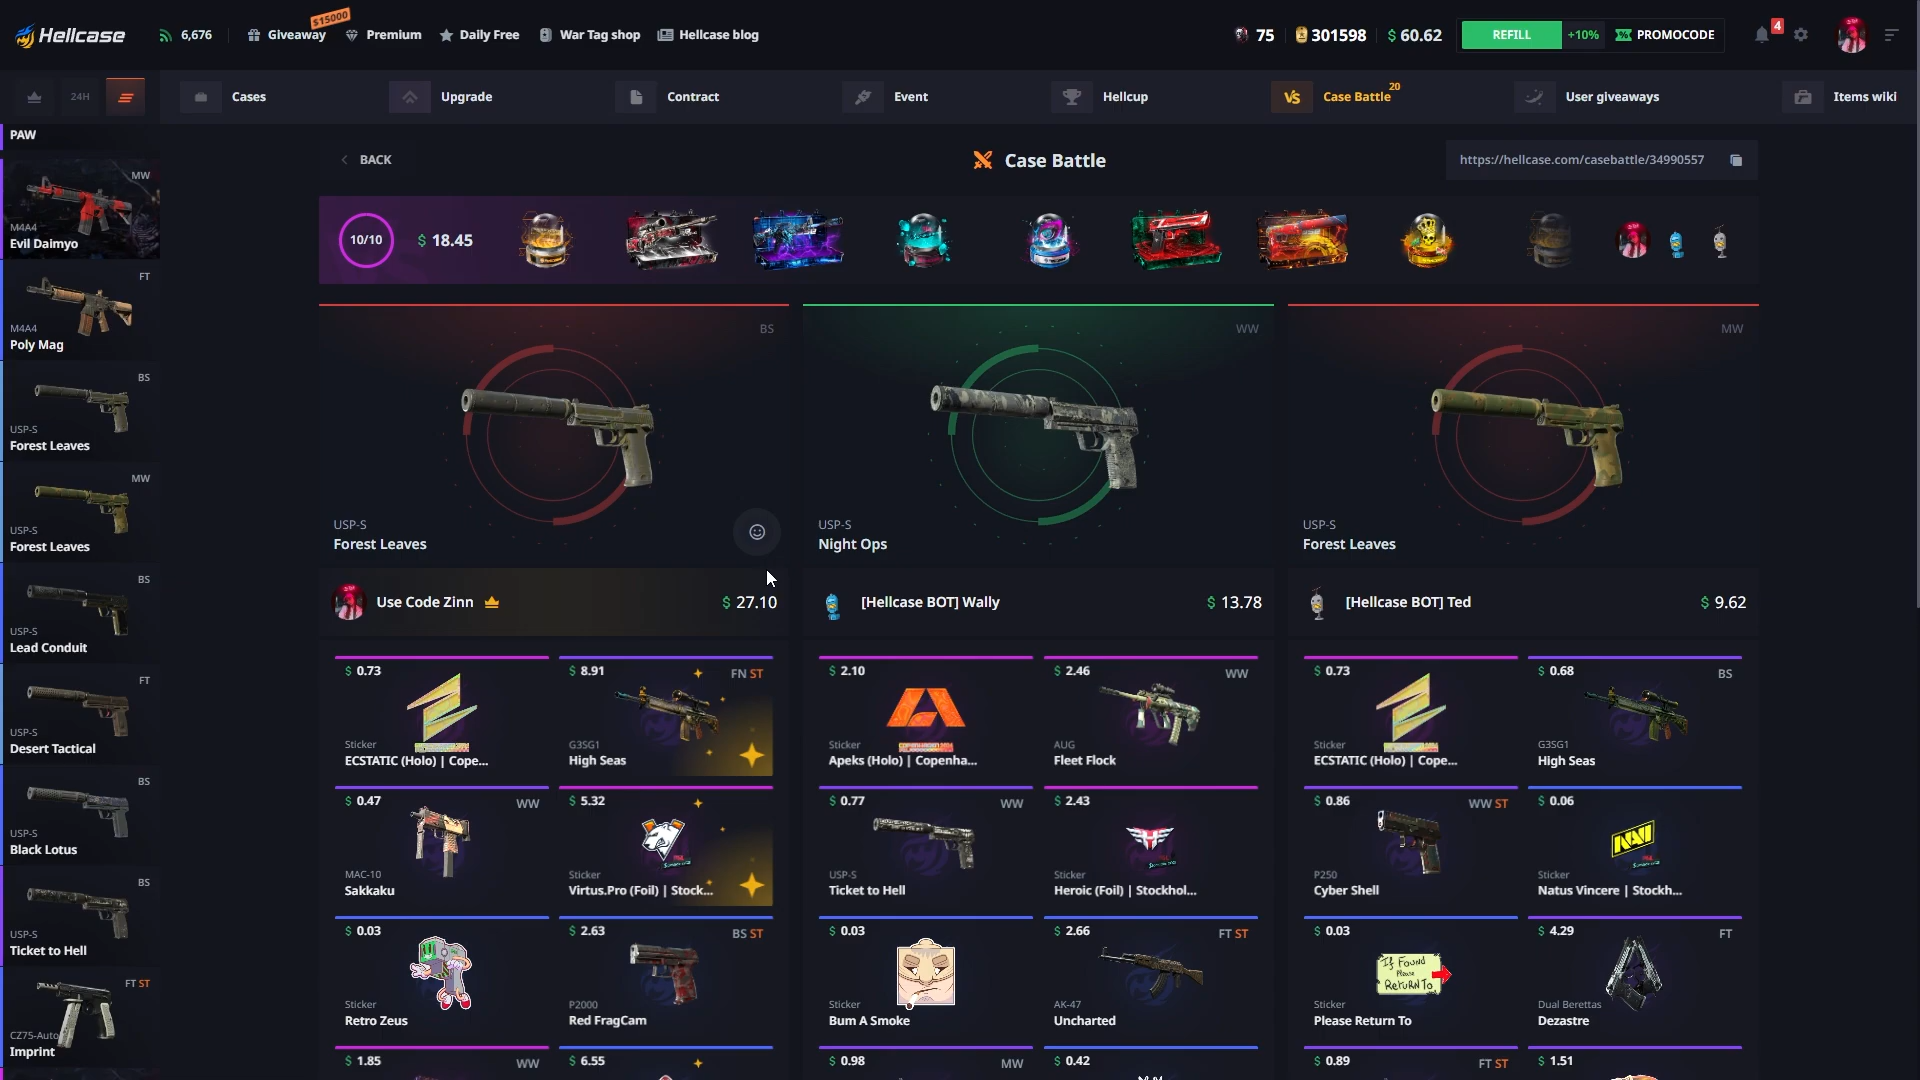 Hellcase
6,676
Giveaway
$15000
Premium
Daily Free
War Tag shop
Hellcase blog
75
301598
$ 60.62
REFILL
+10%
PROMOCODE
4
24H
Cases
Upgrade
Contract
Event
Hellcup
VS
Case Battle
20
User giveaways
Items wiki
PAW
MW
M4A4
Evil Daimyo
FT
M4A4
Poly Mag
BS
USP-S
Forest Leaves
MW
USP-S
Forest Leaves
BS
USP-S
Lead Conduit
FT
USP-S
Desert Tactical
BS
USP-S
Black Lotus
BS
USP-S
Ticket to Hell
FT ST
CZ75-Auto
Imprint
BACK
Case Battle
https://hellcase.com/casebattle/34990557
10/10
$ 18.45
BS
USP-S
Forest Leaves
WW
USP-S
Night Ops
MW
USP-S
Forest Leaves
Use Code Zinn
$ 27.10
[Hellcase BOT] Wally
$ 13.78
[Hellcase BOT] Ted
$ 9.62
$ 0.73
Sticker
ECSTATIC (Holo) | Cope...
$ 8.91
FN ST
G3SG1
High Seas
$ 2.10
Sticker
Apeks (Holo) | Copenha...
$ 2.46
WW
AUG
Fleet Flock
$ 0.73
Sticker
ECSTATIC (Holo) | Cope...
$ 0.68
BS
G3SG1
High Seas
$ 0.47
WW
MAC-10
Sakkaku
$ 5.32
Sticker
Virtus.Pro (Foil) | Stock...
$ 0.77
WW
USP-S
Ticket to Hell
$ 2.43
Sticker
Heroic (Foil) | Stockhol...
$ 0.86
WW ST
P250
Cyber Shell
$ 0.06
NAVI
Sticker
Natus Vincere | Stockh...
$ 0.03
Sticker
Retro Zeus
$ 2.63
BS ST
P2000
Red FragCam
$ 0.03
Sticker
Bum A Smoke
$ 2.66
FT ST
AK-47
Uncharted
$ 0.03
If Found
Please
Return To
Sticker
Please Return To
$ 4.29
FT
Dual Berettas
Dezastre
$ 1.85
WW
$ 6.55
$ 0.98
MW
$ 0.42
$ 0.89
FT ST
$ 1.51